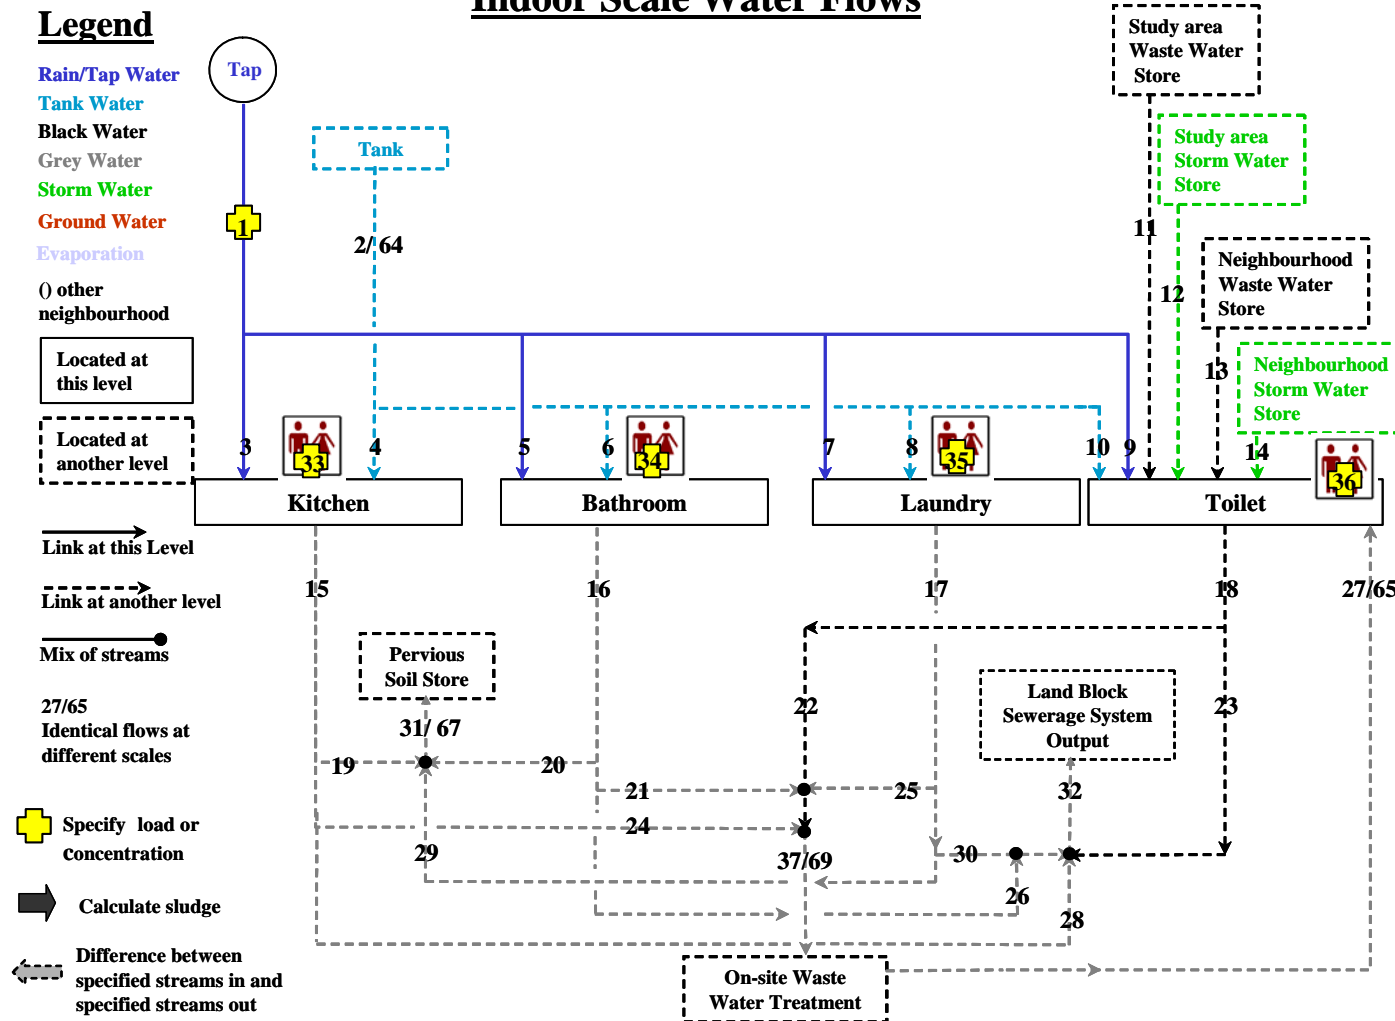 Indoor Scale Water Flows
Legend
Rain/Tap Water
Tank Water
Black Water
Grey Water
Storm Water
Ground Water
Evaporation
() other
neighbourhood
Located at
this level
Located at
another level
Link at this Level
Link at another level
Mix of streams
27/65
Identical flows at
different scales
Specify load or
concentration
Calculate sludge
Difference between
specified streams in and
specified streams out
Tap
1
Tank
2/ 64
Study area
Waste Water
Store
Study area
Storm Water
Store
Neighbourhood
Waste Water
Store
Neighbourhood
Storm Water
Store
11
12
13
14
3
33
4
5
6
34
7
8
35
10
9
36
Kitchen
Bathroom
Laundry
Toilet
15
16
17
18
27/65
Pervious
Soil Store
31/ 67
Land Block
Sewerage System
Output
22
23
19
20
21
25
32
24
29
37/69
30
26
28
On-site Waste
Water Treatment